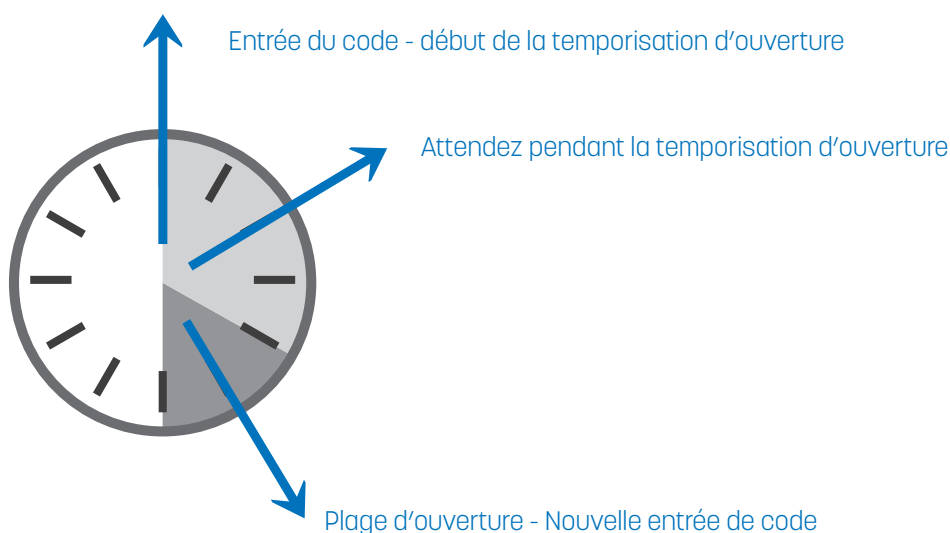 Entrée du code - début de la temporisation d'ouverture
Attendez pendant la temporisation d'ouverture
Plage d'ouverture - Nouvelle entrée de code